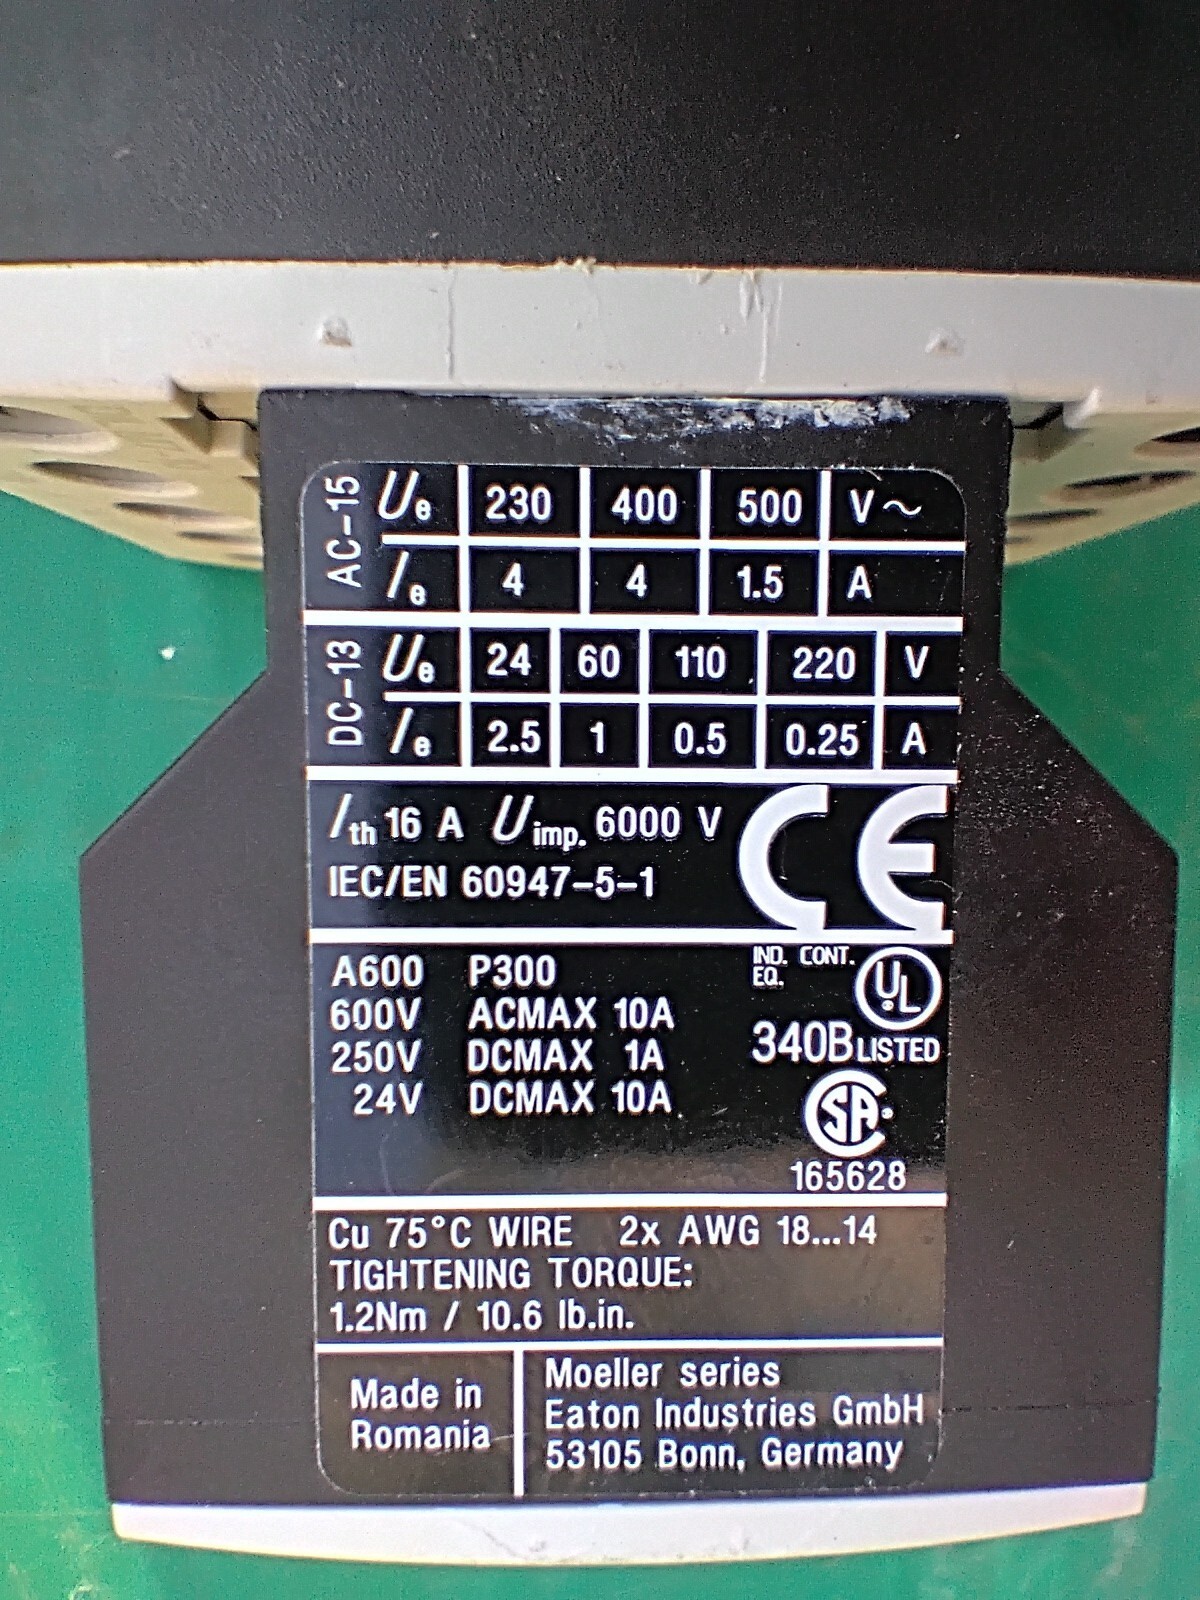 AC-15 Ue 230 400 500 V~
Ie 4 4 1.5 A
DC-13 Ue 24 60 110 220 V
Ie 2.5 1 0.5 0.25 A
Ith 16 A Uimp. 6000 V CE
IEC/EN 60947-5-1
A600 P300 IND. CONT. EQ. UL
600V ACMAX 10A
250V DCMAX 1A 340B LISTED
24V DCMAX 10A SA
165628
Cu 75°C WIRE 2x AWG 18...14
TIGHTENING TORQUE:
1.2Nm / 10.6 lb.in.
Made in
Romania
Moeller series
Eaton Industries GmbH
53105 Bonn, Germany